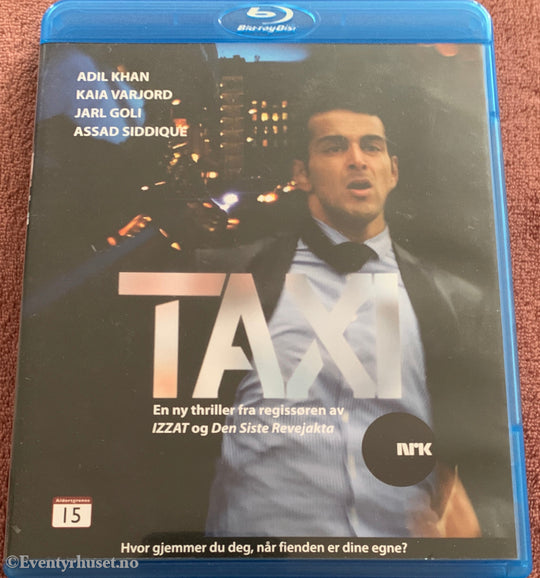 Blu-ray Disc
ADIL KHAN
KAIA VARJORD
JARL GOLI
ASSAD SIDDIQUE
TAXI
En ny thriller fra regissøren av
IZZAT og Den Siste Revejakta
NRK
Aldersgrense
15
Hvor gjemmer du deg, når fienden er dine egne?
©Eventyrhuset.no